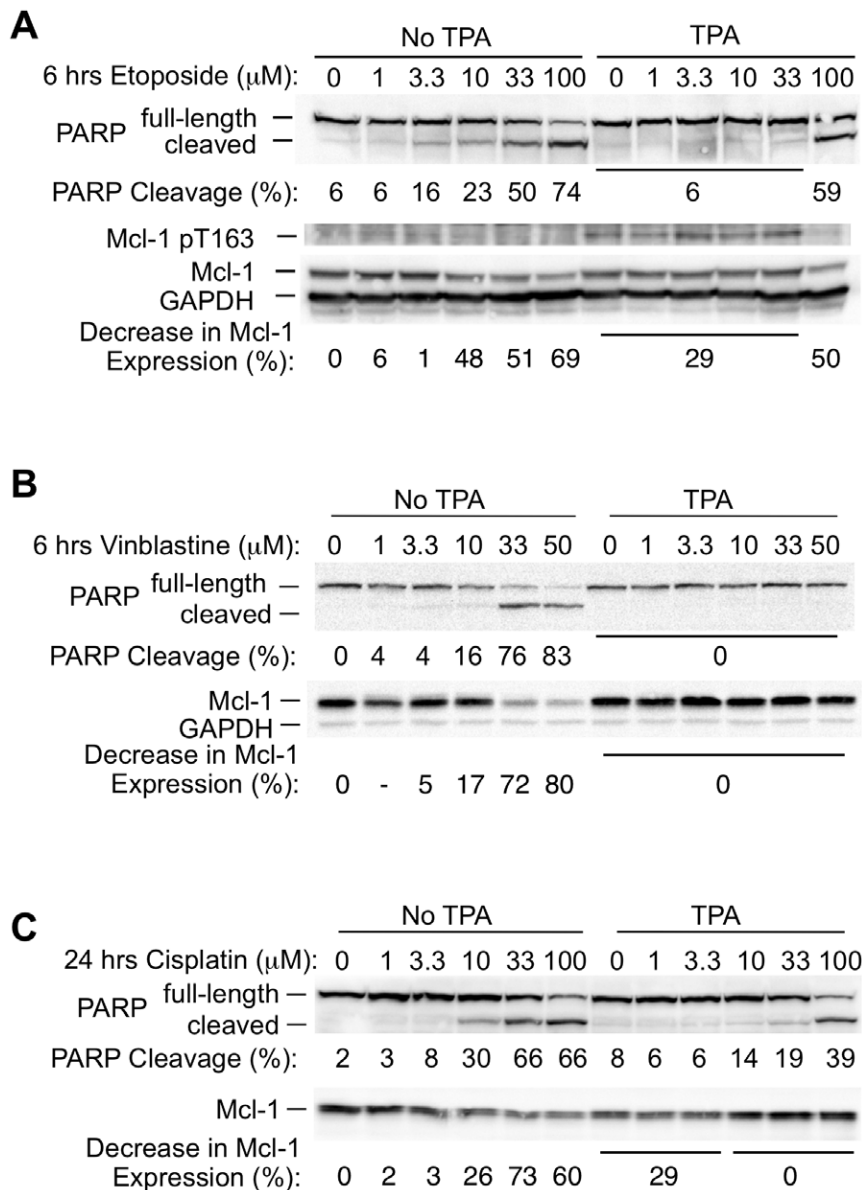 A
No TPA TPA
6 hrs Etoposide (μM): 0 1 3.3 10 33 100 0 1 3.3 10 33 100
PARP full-length
cleaved
PARP Cleavage (%): 6 6 16 23 50 74 6 59
Mcl-1 pT163
Mcl-1
GAPDH
Decrease in Mcl-1
Expression (%): 0 6 1 48 51 69 29 50
B
No TPA TPA
6 hrs Vinblastine (μM): 0 1 3.3 10 33 50 0 1 3.3 10 33 50
PARP full-length
cleaved
PARP Cleavage (%): 0 4 4 16 76 83 0
Mcl-1
GAPDH
Decrease in Mcl-1
Expression (%): 0 - 5 17 72 80 0
C
No TPA TPA
24 hrs Cisplatin (μM): 0 1 3.3 10 33 100 0 1 3.3 10 33 100
PARP full-length
cleaved
PARP Cleavage (%): 2 3 8 30 66 66 8 6 6 14 19 39
Mcl-1
Decrease in Mcl-1
Expression (%): 0 2 3 26 73 60 29 0